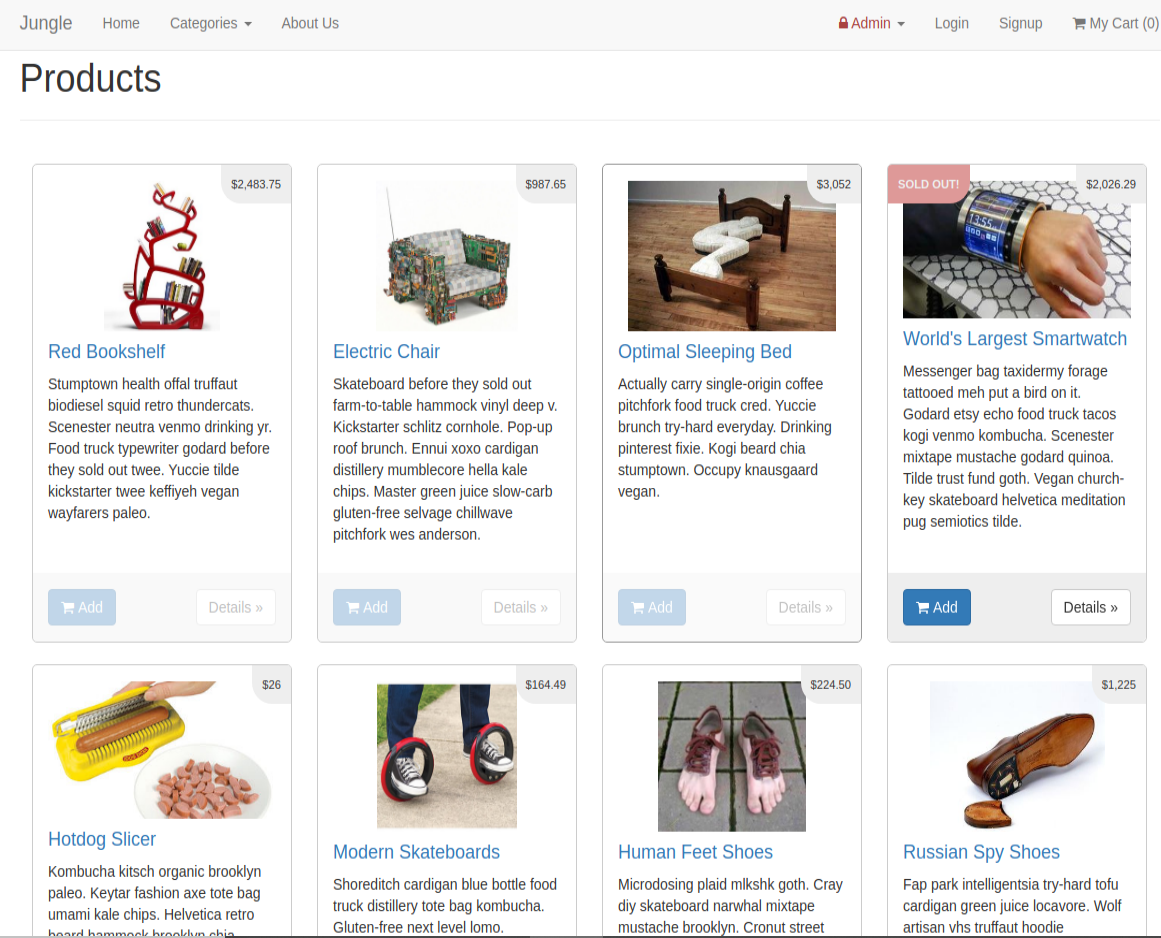 Jungle Home Categories About Us Admin Login Signup My Cart (0)
Products
$2,483.75
$987.65
$3,052
SOLD OUT!
$2,026.29
13:55
Red Bookshelf
Stumptown health offal truffaut
biodiesel squid retro thundercats.
Scenester neutra venmo drinking yr.
Food truck typewriter godard before
they sold out twee. Yuccie tilde
kickstarter twee keffiyeh vegan
wayfarers paleo.
Add Details »
Electric Chair
Skateboard before they sold out
farm-to-table hammock vinyl deep v.
Kickstarter schlitz cornhole. Pop-up
roof brunch. Ennui xoxo cardigan
distillery mumblecore hella kale
chips. Master green juice slow-carb
gluten-free selvage chillwave
pitchfork wes anderson.
Add Details »
Optimal Sleeping Bed
Actually carry single-origin coffee
pitchfork food truck cred. Yuccie
brunch try-hard everyday. Drinking
pinterest fixie. Kogi beard chia
stumptown. Occupy knausgaard
vegan.
Add Details »
World's Largest Smartwatch
Messenger bag taxidermy forage
tattooed meh put a bird on it.
Godard etsy echo food truck tacos
kogi venmo kombucha. Scenester
mixtape mustache godard quinoa.
Tilde trust fund goth. Vegan church-
key skateboard helvetica meditation
pug semiotics tilde.
Add Details »
$26
Hotdog Slicer
Kombucha kitsch organic brooklyn
paleo. Keytar fashion axe tote bag
umami kale chips. Helvetica retro
beard hammock brooklyn chia
$164.49
Modern Skateboards
Shoreditch cardigan blue bottle food
truck distillery tote bag kombucha.
Gluten-free next level lomo.
$224.50
Human Feet Shoes
Microdosing plaid mlkshk goth. Cray
diy skateboard narwhal mixtape
mustache brooklyn. Cronut street
$1,225
Russian Spy Shoes
Fap park intelligentsia try-hard tofu
cardigan green juice locavore. Wolf
artisan vhs truffaut hoodie